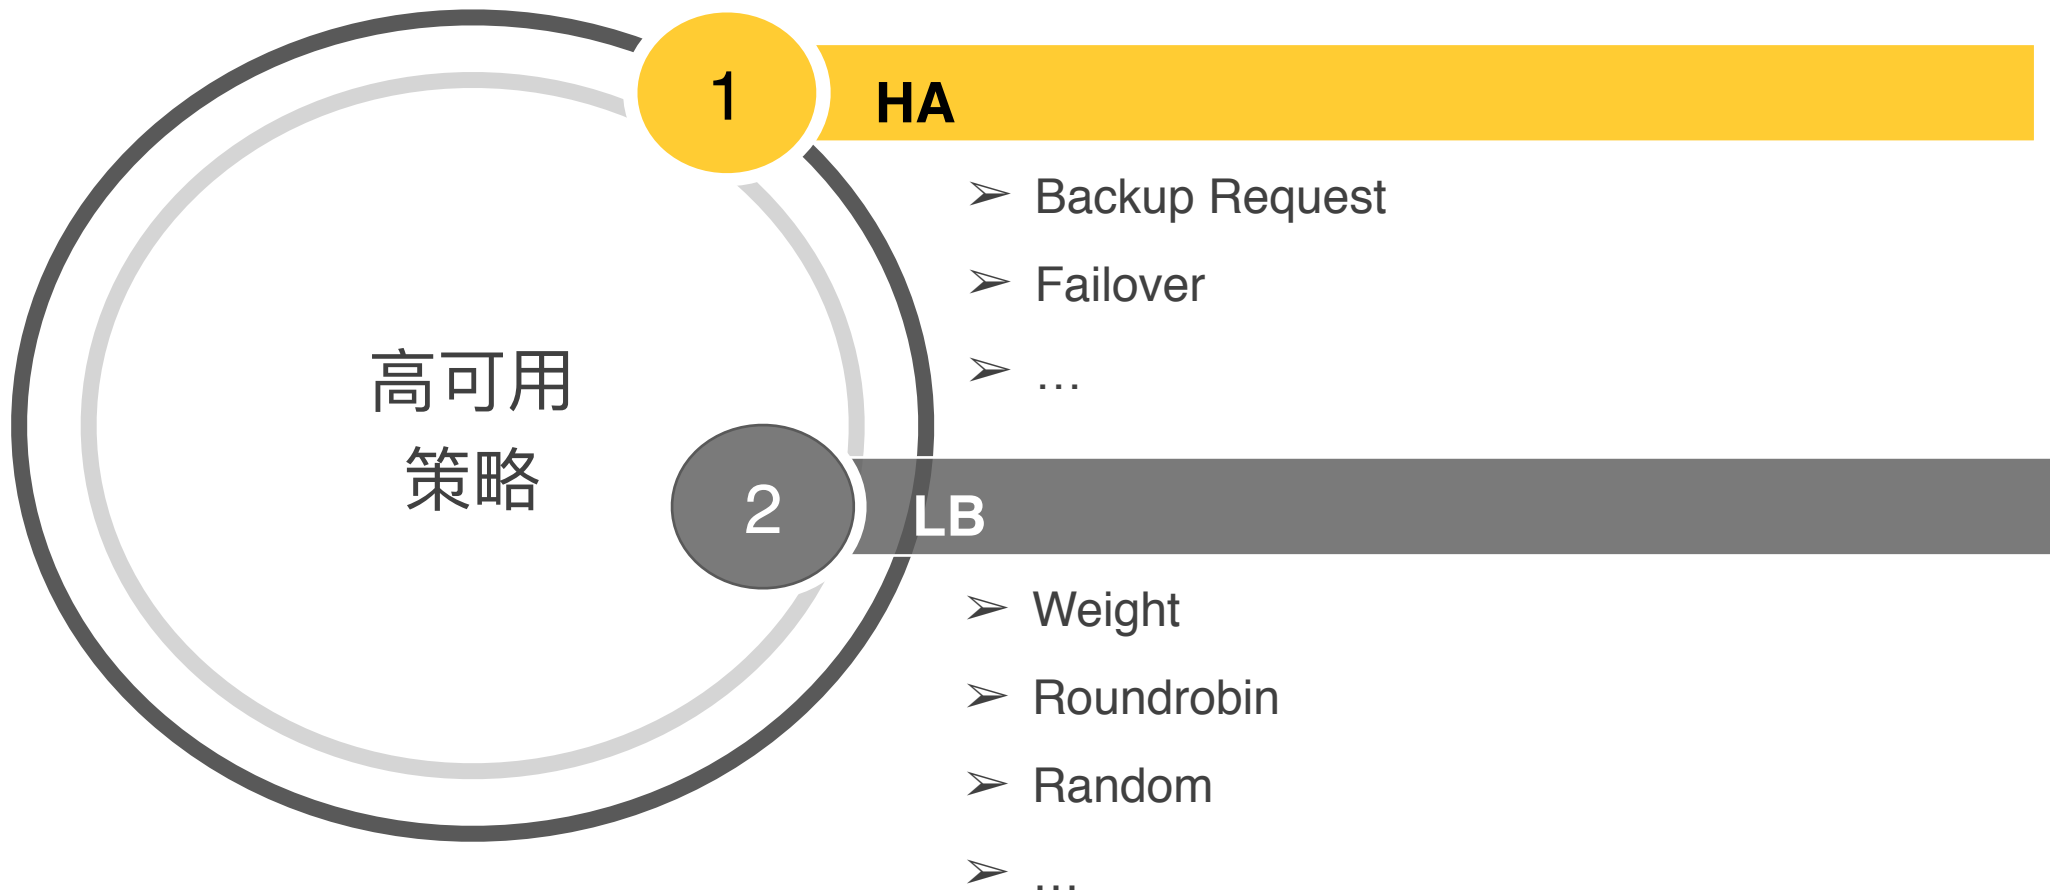 高可用
策略
1
HA
➢ Backup Request
➢ Failover
➢ …
2
LB
➢ Weight
➢ Roundrobin
➢ Random
➢ …